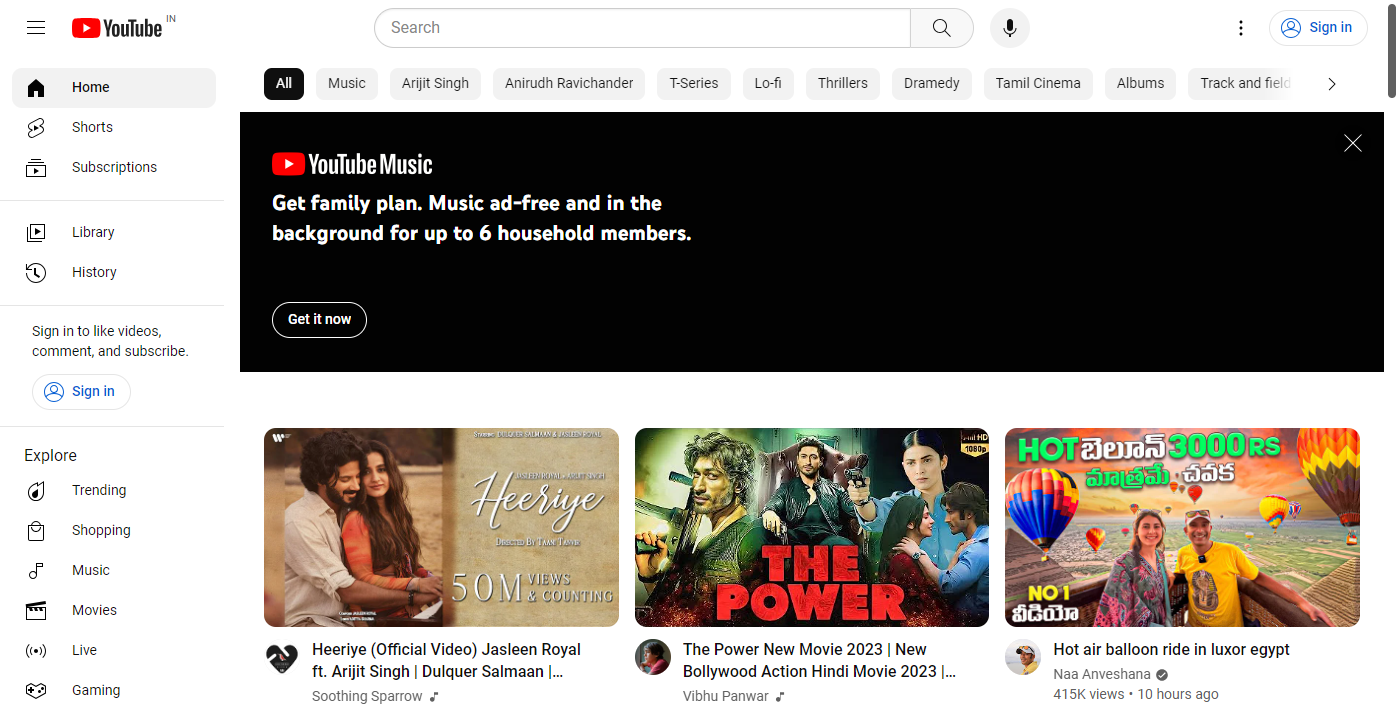 YouTube IN
Search
Sign in
Home
Shorts
Subscriptions
Library
History
Sign in to like videos,
comment, and subscribe.
Sign in
Explore
Trending
Shopping
Music
Movies
Live
Gaming
All
Music
Arijit Singh
Anirudh Ravichander
T-Series
Lo-fi
Thrillers
Dramedy
Tamil Cinema
Albums
Track and field
YouTube Music
Get family plan. Music ad-free and in the
background for up to 6 household members.
Get it now
Starring DULQUER SALMAAN & JASLEEN ROYAL
JASLEEN ROYAL • ARIJIT SINGH
Heeriye
DIRECTED BY TAANI TANVIR
50M VIEWS
& COUNTING
Heeriye (Official Video) Jasleen Royal
ft. Arijit Singh | Dulquer Salmaan |...
Soothing Sparrow
Full HD
1080p
THE
POWER
The Power New Movie 2023 | New
Bollywood Action Hindi Movie 2023 |...
Vibhu Panwar
HOT బెలూన్ 3000RS
మాత్రమే చవక
NO 1
వీడియో
Hot air balloon ride in luxor egypt
Naa Anveshana
415K views • 10 hours ago